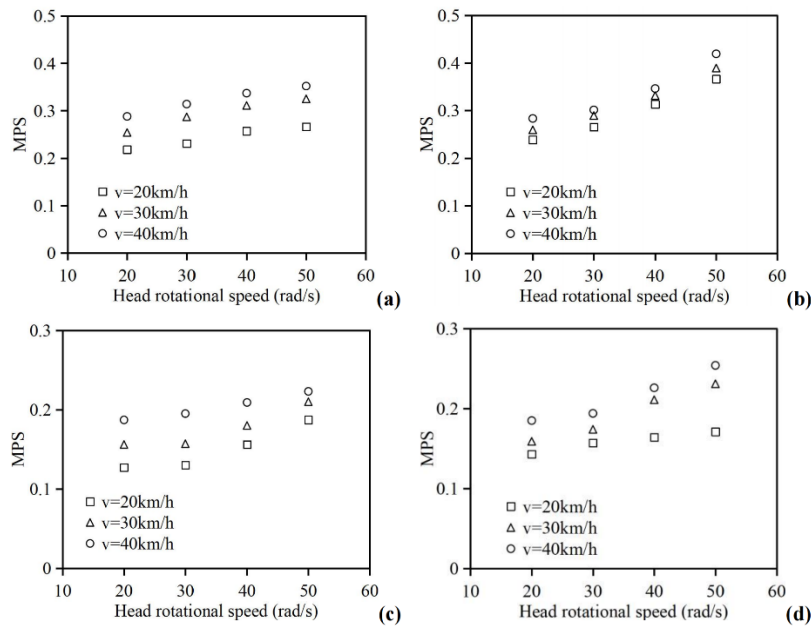 0.5
0.4
0.3
0.2
0.1
0
MPS
v=20km/h
v=30km/h
v=40km/h
10 20 30 40 50 60
Head rotational speed (rad/s)
(a)
0.5
0.4
0.3
0.2
0.1
0
MPS
v=20km/h
v=30km/h
v=40km/h
10 20 30 40 50 60
Head rotational speed (rad/s)
(b)
0.3
0.2
0.1
0
MPS
v=20km/h
v=30km/h
v=40km/h
10 20 30 40 50 60
Head rotational speed (rad/s)
(c)
0.3
0.2
0.1
0
MPS
v=20km/h
v=30km/h
v=40km/h
10 20 30 40 50 60
Head rotational speed (rad/s)
(d)